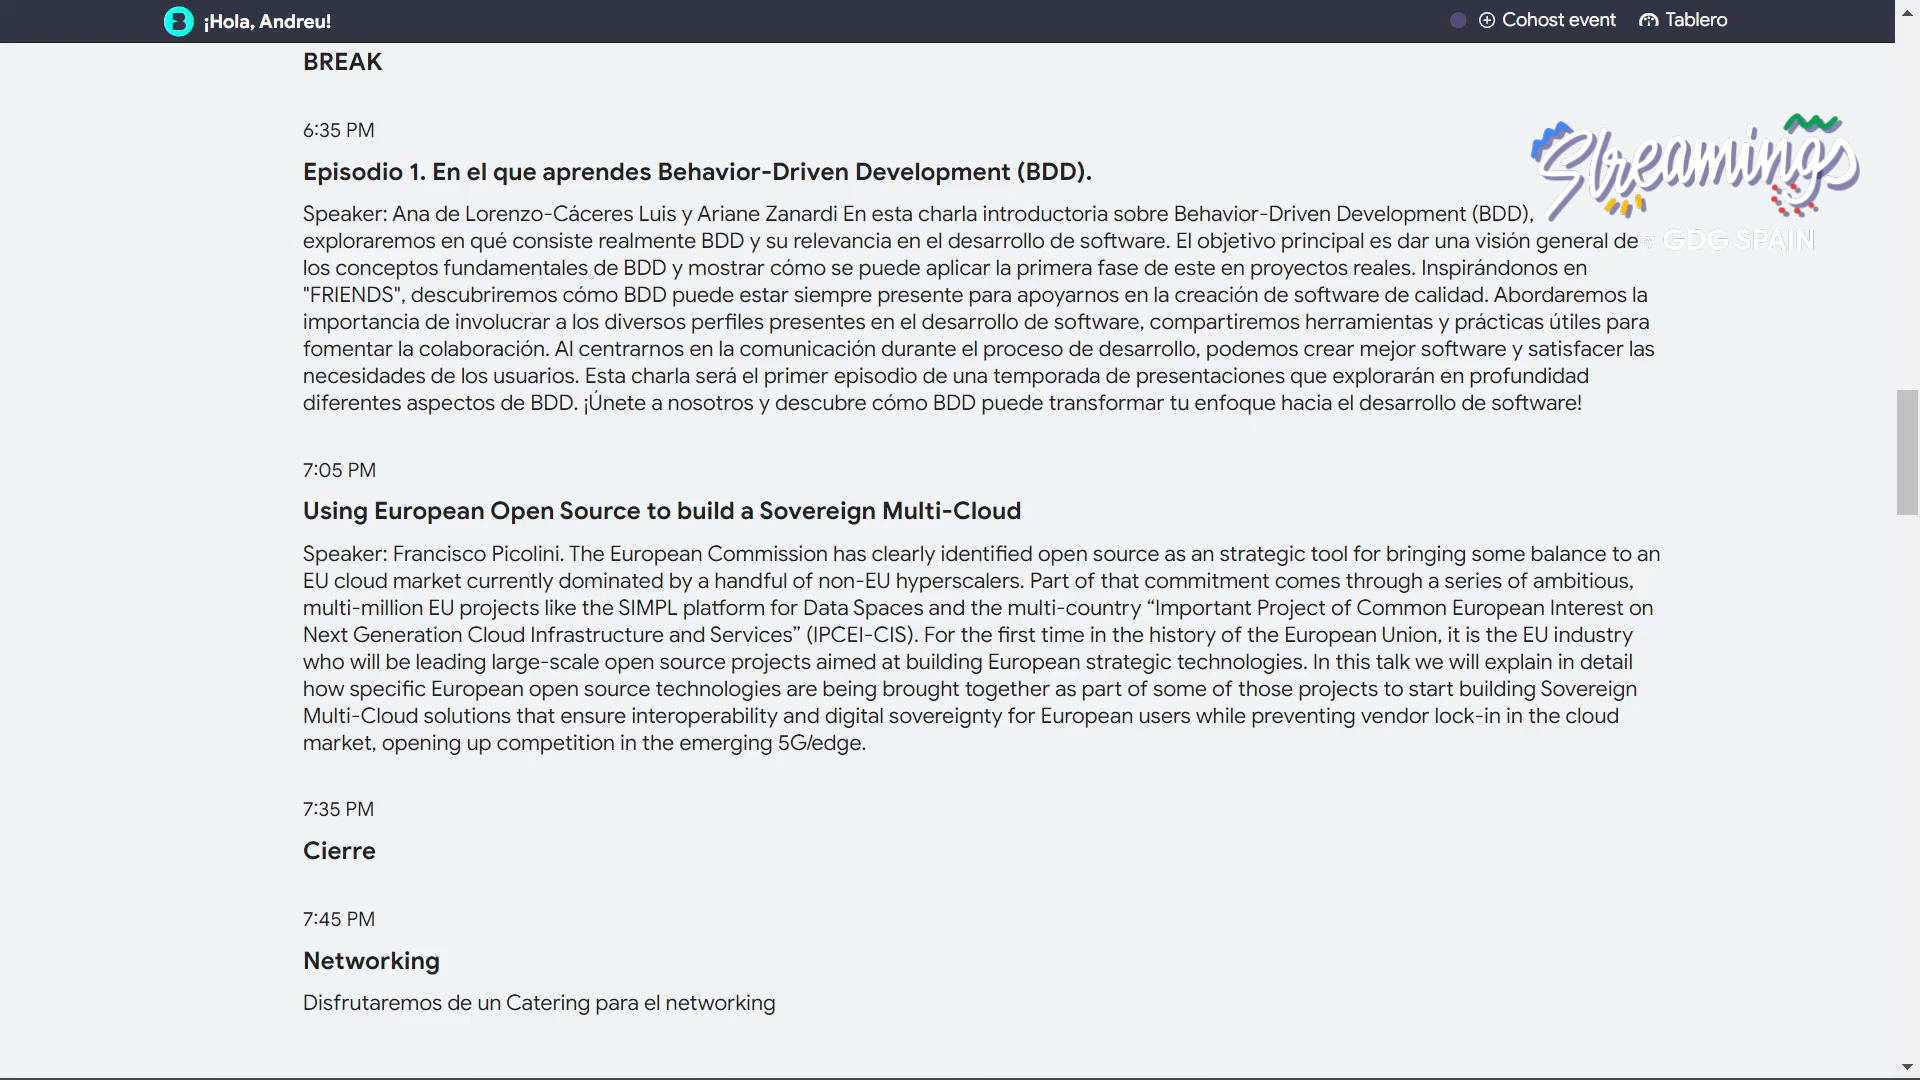 ¡Hola, Andreu!
Cohost event
Tablero
BREAK
6:35 PM
Episodio 1. En el que aprendes Behavior-Driven Development (BDD).
Speaker: Ana de Lorenzo-Cáceres Luis y Ariane Zanardi En esta charla introductoria sobre Behavior-Driven Development (BDD),
exploraremos en qué consiste realmente BDD y su relevancia en el desarrollo de software. El objetivo principal es dar una visión general de
los conceptos fundamentales de BDD y mostrar cómo se puede aplicar la primera fase de este en proyectos reales. Inspirándonos en
"FRIENDS", descubriremos cómo BDD puede estar siempre presente para apoyarnos en la creación de software de calidad. Abordaremos la
importancia de involucrar a los diversos perfiles presentes en el desarrollo de software, compartiremos herramientas y prácticas útiles para
fomentar la colaboración. Al centrarnos en la comunicación durante el proceso de desarrollo, podemos crear mejor software y satisfacer las
necesidades de los usuarios. Esta charla será el primer episodio de una temporada de presentaciones que explorarán en profundidad
diferentes aspectos de BDD. ¡Únete a nosotros y descubre cómo BDD puede transformar tu enfoque hacia el desarrollo de software!
Streamings
by GDG SPAIN
7:05 PM
Using European Open Source to build a Sovereign Multi-Cloud
Speaker: Francisco Picolini. The European Commission has clearly identified open source as an strategic tool for bringing some balance to an
EU cloud market currently dominated by a handful of non-EU hyperscalers. Part of that commitment comes through a series of ambitious,
multi-million EU projects like the SIMPL platform for Data Spaces and the multi-country “Important Project of Common European Interest on
Next Generation Cloud Infrastructure and Services” (IPCEI-CIS). For the first time in the history of the European Union, it is the EU industry
who will be leading large-scale open source projects aimed at building European strategic technologies. In this talk we will explain in detail
how specific European open source technologies are being brought together as part of some of those projects to start building Sovereign
Multi-Cloud solutions that ensure interoperability and digital sovereignty for European users while preventing vendor lock-in in the cloud
market, opening up competition in the emerging 5G/edge.
7:35 PM
Cierre
7:45 PM
Networking
Disfrutaremos de un Catering para el networking